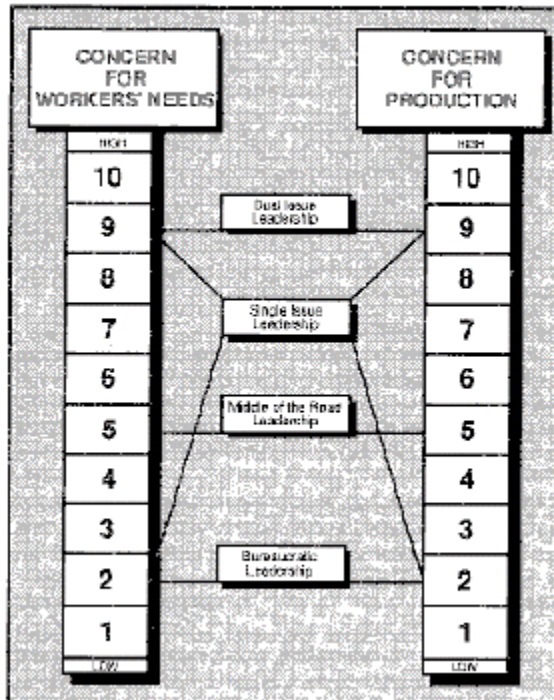 CONCERN
FOR
WORKERS' NEEDS
CONCERN
FOR
PRODUCTION
HIGH
HIGH
10
10
Dual Issue
Leadership
9
9
8
8
Single Issue
Leadership
7
7
6
6
Middle of the Road
Leadership
5
5
4
4
3
3
Bureaucratic
Leadership
2
2
1
1
LOW
LOW